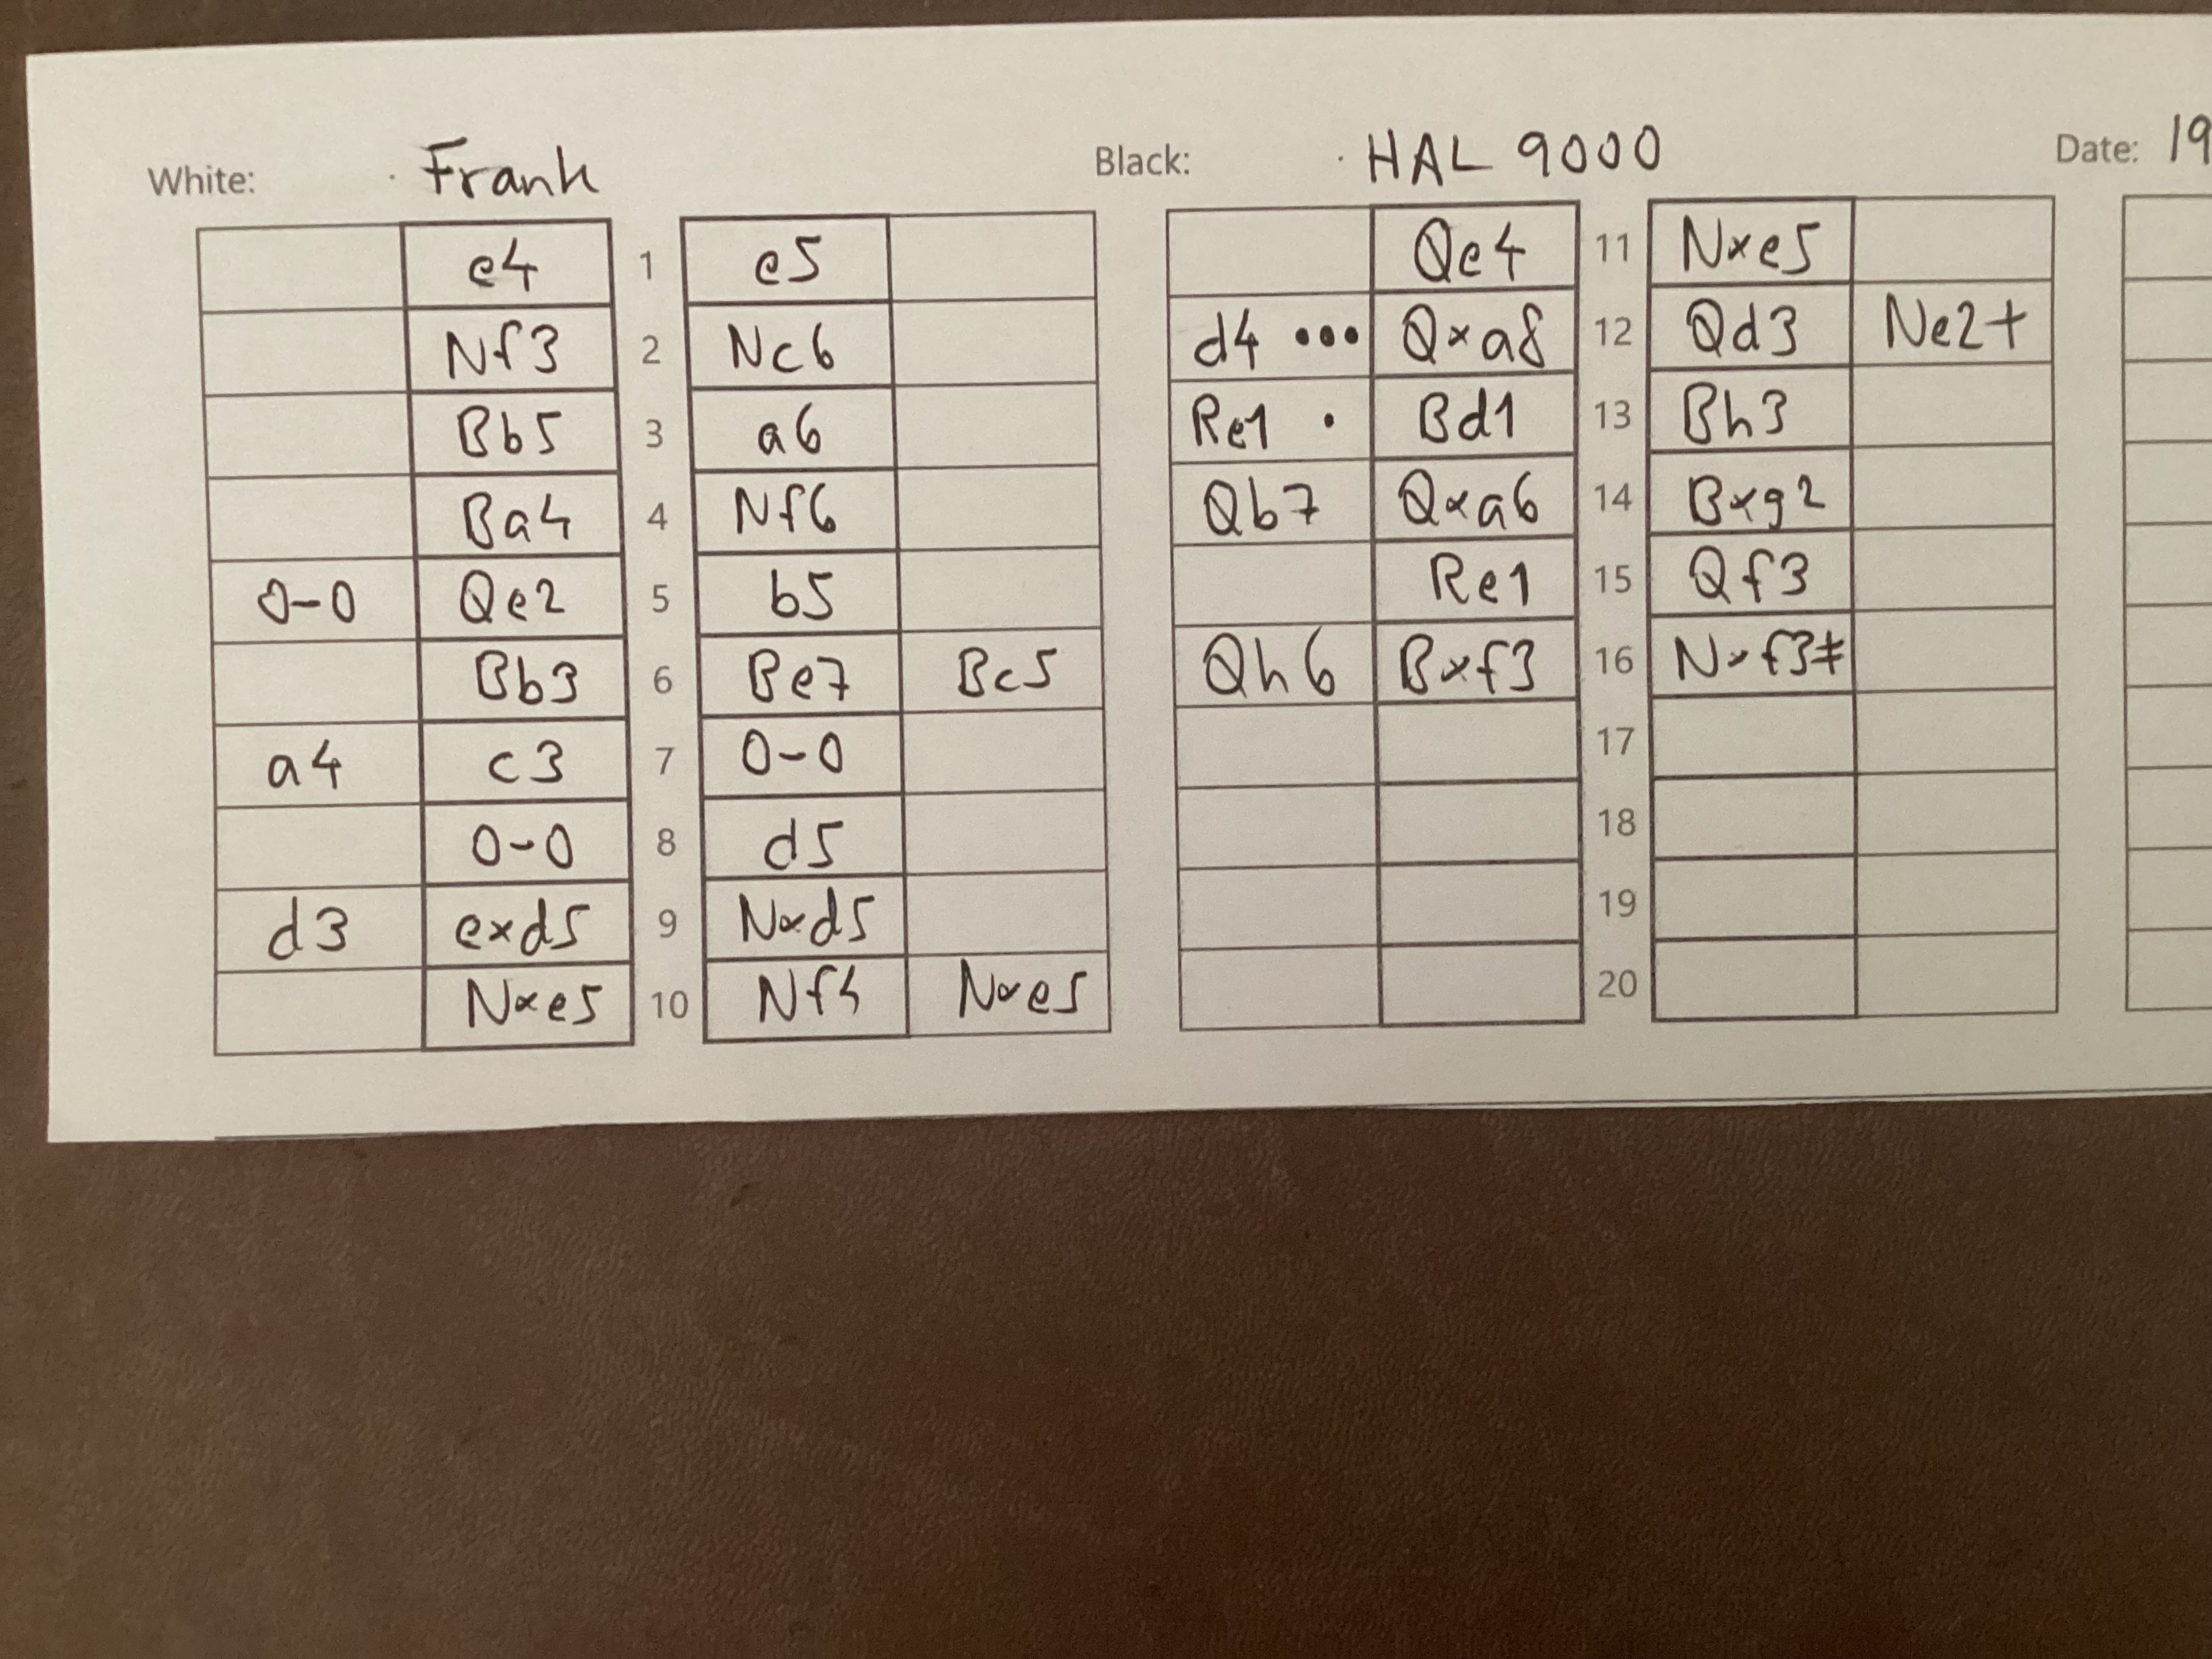 White: Frank Black: HAL 9000 Date: 19
e4 1 e5 Qe4 11 Nxe5
Nf3 2 Nc6 d4 ••• Qxa8 12 Qd3 Ne2+
Bb5 3 a6 Re1 • Bd1 13 Bh3
Ba4 4 Nf6 Qb7 Qxa6 14 Bxg2
0-0 Qe2 5 b5 Re1 15 Qf3
Bb3 6 Be7 Bc5 Qh6 Bxf3 16 Nxf3#
a4 c3 7 0-0 17
0-0 8 d5 18
d3 exd5 9 Nxd5 19
Nxe5 10 Nf4 Nxe5 20